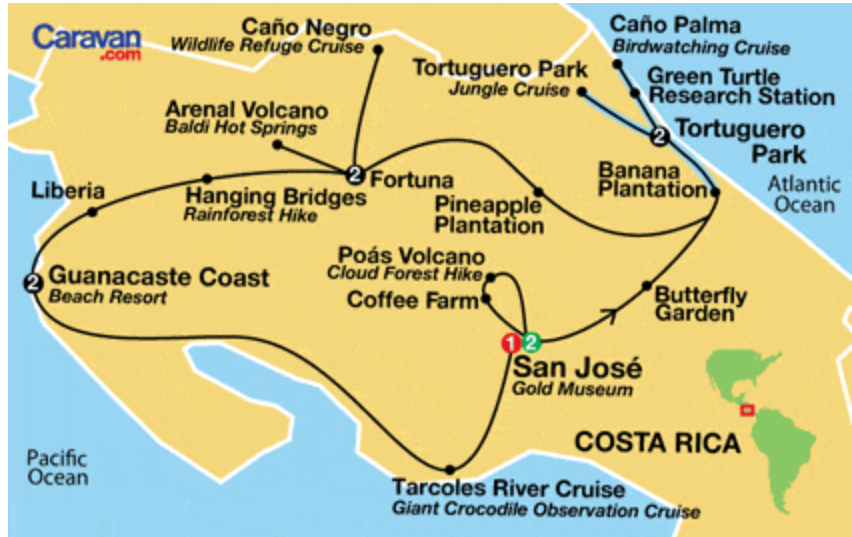 Caravan
.com
Caño Negro
Wildlife Refuge Cruise
Caño Palma
Birdwatching Cruise
Tortuguero Park
Jungle Cruise
Green Turtle
Research Station
Arenal Volcano
Baldi Hot Springs
2
Tortuguero
Park
2
Fortuna
Banana
Plantation
Atlantic
Ocean
Liberia
Hanging Bridges
Rainforest Hike
Pineapple
Plantation
Poás Volcano
Cloud Forest Hike
2
Guanacaste Coast
Beach Resort
Coffee Farm
Butterfly
Garden
1
2
San José
Gold Museum
COSTA RICA
Pacific
Ocean
Tarcoles River Cruise
Giant Crocodile Observation Cruise